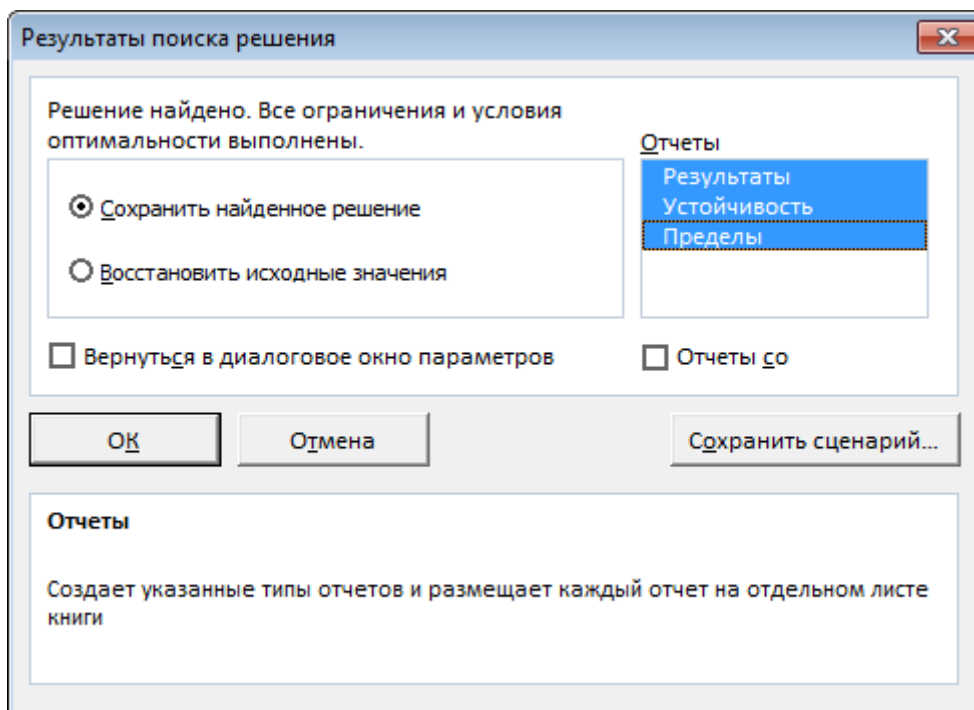 Результаты поиска решения
Решение найдено. Все ограничения и условия
оптимальности выполнены.
Отчеты
Сохранить найденное решение
Восстановить исходные значения
Результаты
Устойчивость
Пределы
Вернуться в диалоговое окно параметров
Отчеты со
ОК
Отмена
Сохранить сценарий...
Отчеты
Создает указанные типы отчетов и размещает каждый отчет на отдельном листе
книги